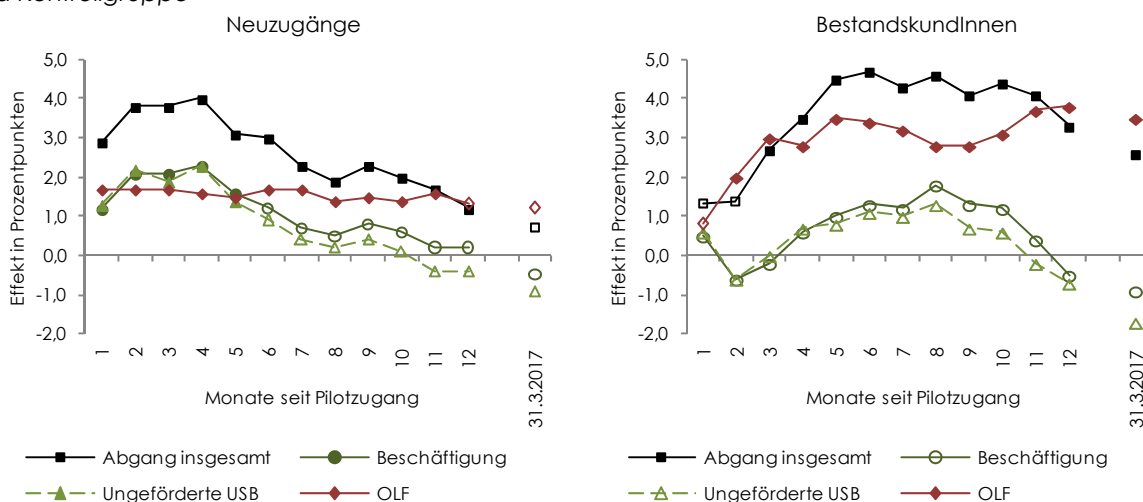 Kontrollgruppe
Neuzugänge
Effekt in Prozentpunkten
5,0
4,0
3,0
2,0
1,0
0,0
-1,0
-2,0
1 2 3 4 5 6 7 8 9 10 11 12 31.3.2017
Monate seit Pilotzugang
Abgang insgesamt Beschäftigung
Ungeförderte USB OLF
BestandskundInnen
Effekt in Prozentpunkten
5,0
4,0
3,0
2,0
1,0
0,0
-1,0
-2,0
1 2 3 4 5 6 7 8 9 10 11 12 31.3.2017
Monate seit Pilotzugang
Abgang insgesamt Beschäftigung
Ungeförderte USB OLF